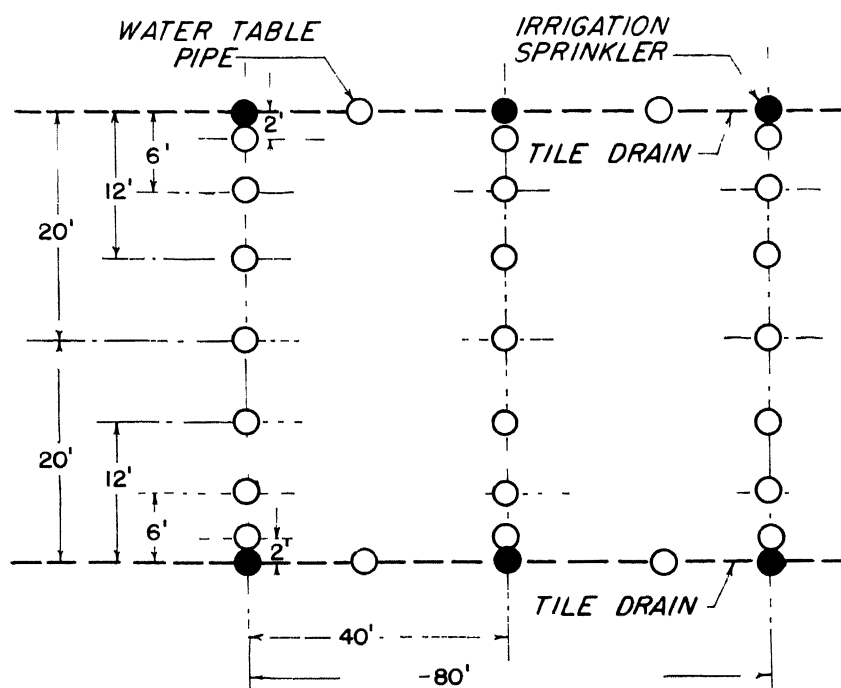 WATER TABLE
PIPE
IRRIGATION
SPRINKLER
2'
6'
TILE DRAIN
12'
20'
20'
12'
6'
2'
TILE DRAIN
40'
-80'